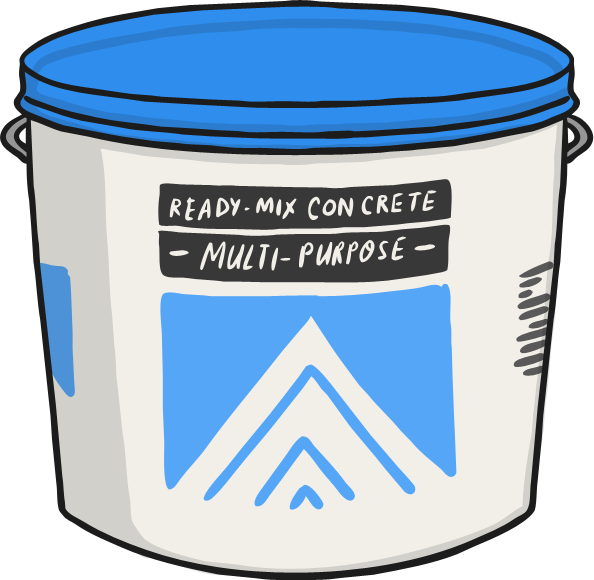 READY-MIX CONCRETE
- MULTI-PURPOSE -